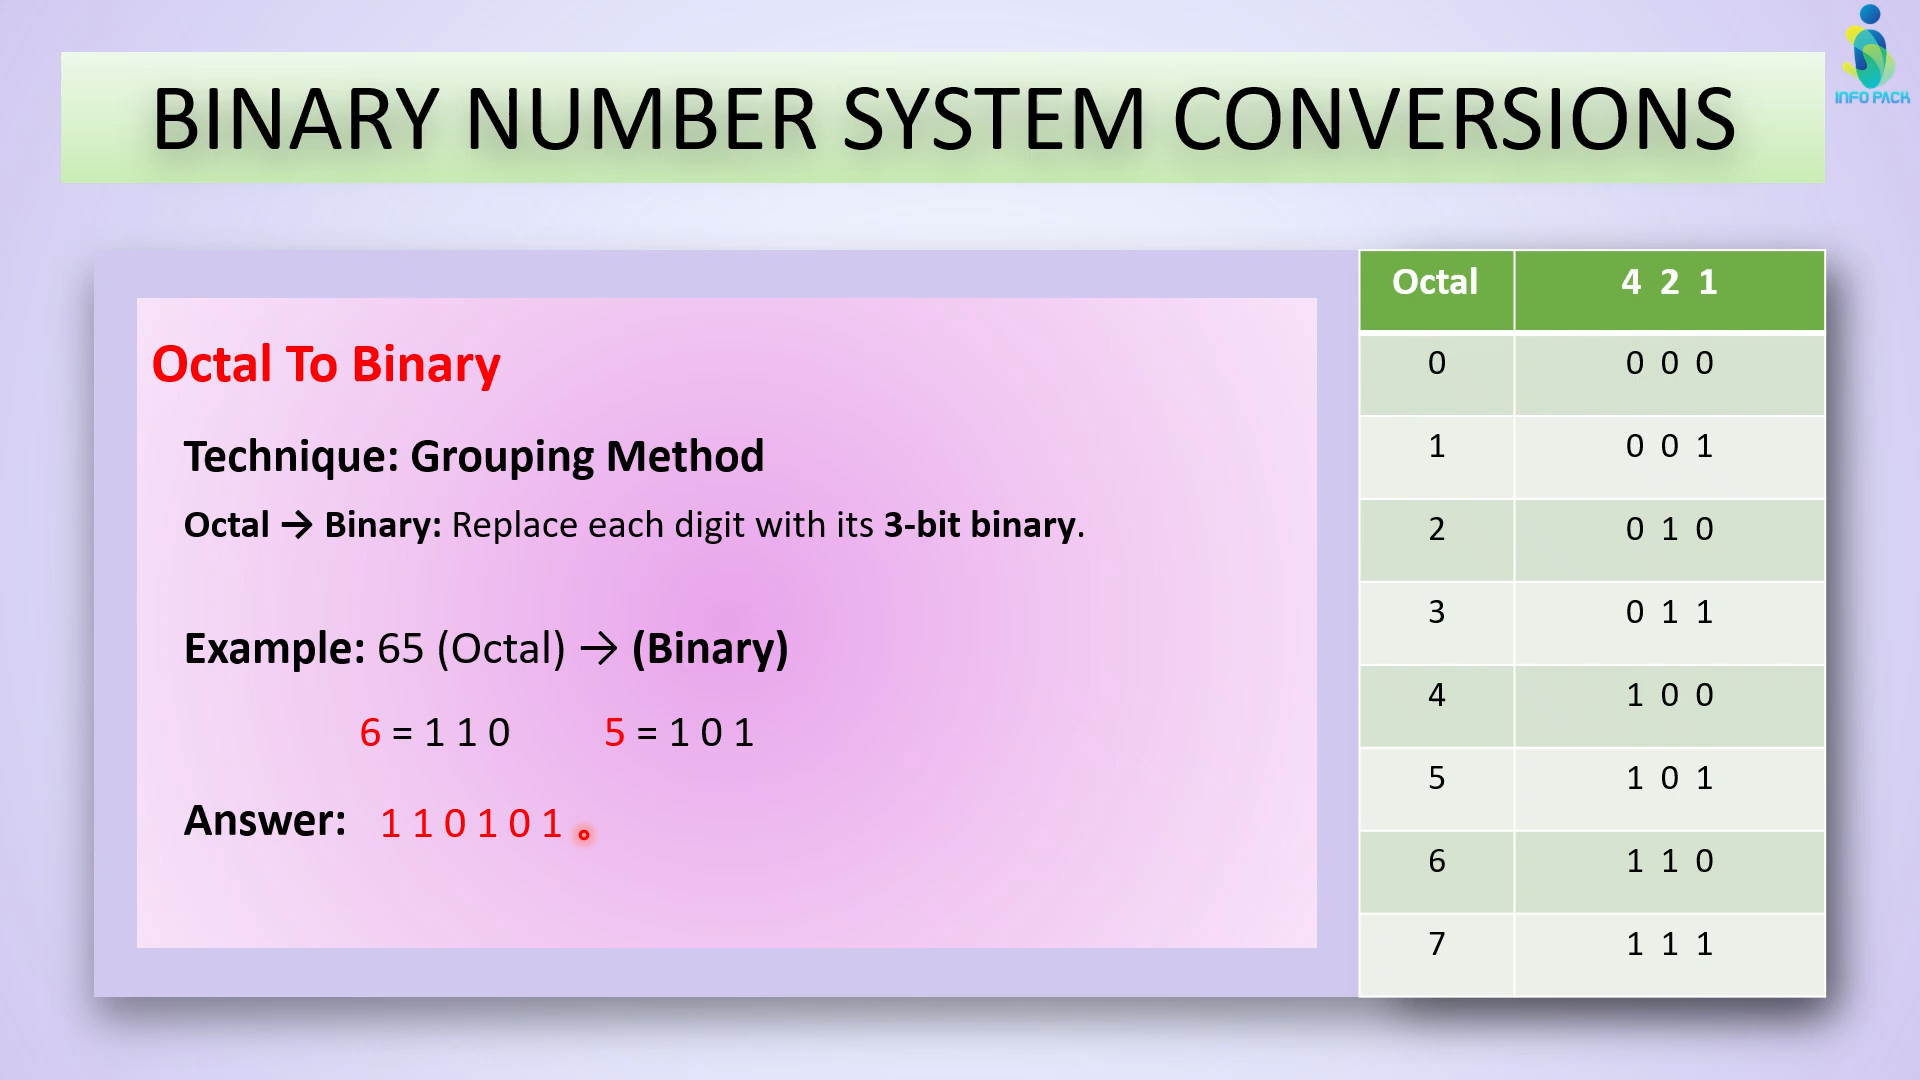 INFO PACK
BINARY NUMBER SYSTEM CONVERSIONS
Octal To Binary
Technique: Grouping Method
Octal → Binary: Replace each digit with its 3-bit binary.
Example: 65 (Octal) → (Binary)
6 = 1 1 0 5 = 1 0 1
Answer: 1 1 0 1 0 1
Octal 4 2 1
0 0 0 0
1 0 0 1
2 0 1 0
3 0 1 1
4 1 0 0
5 1 0 1
6 1 1 0
7 1 1 1